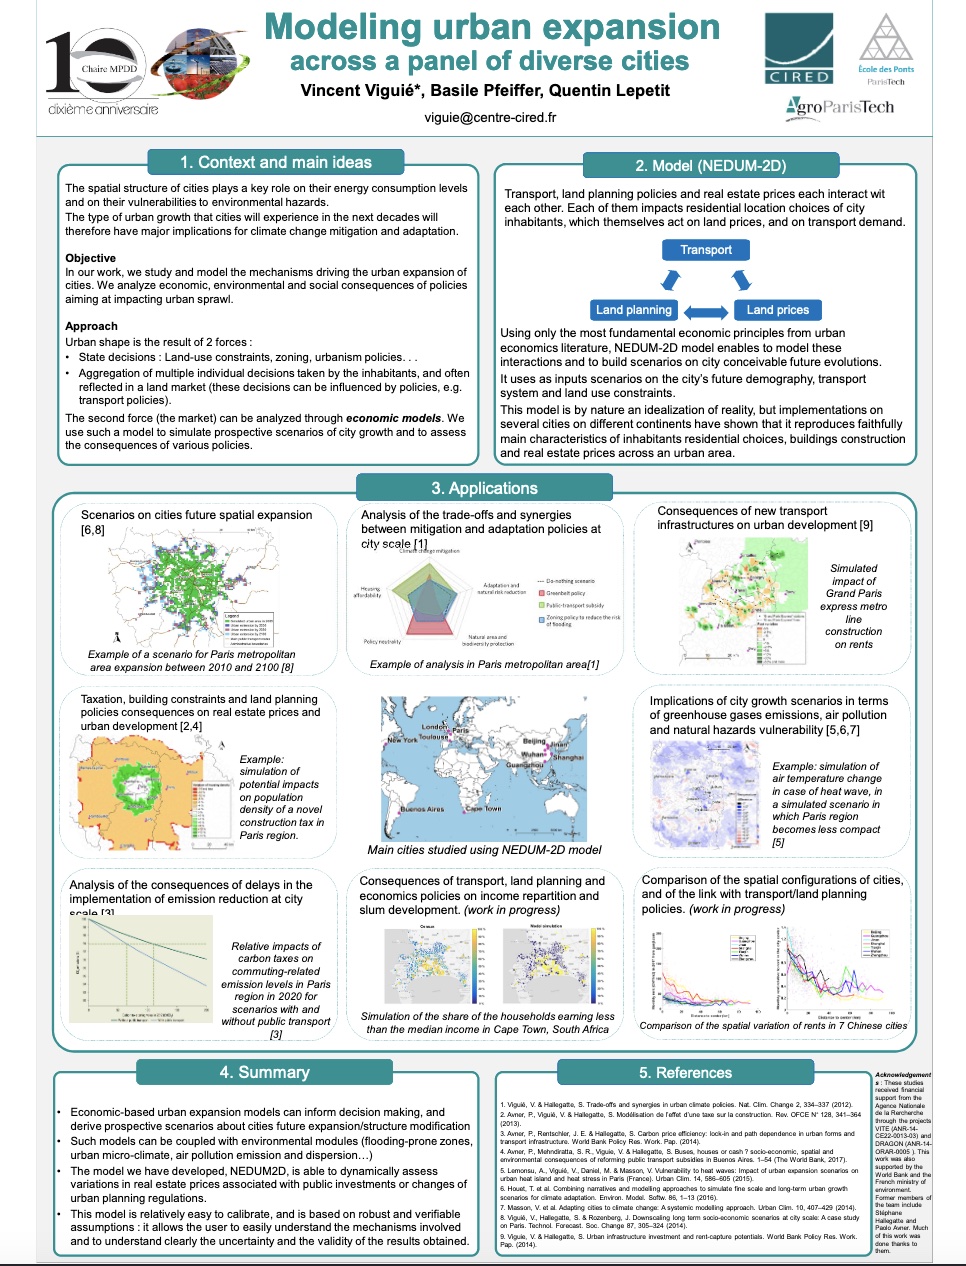 10
Chaire MPDD
dixième anniversaire
Modeling urban expansion
across a panel of diverse cities
Vincent Viguié*, Basile Pfeiffer, Quentin Lepetit
viguie@centre-cired.fr
CIRED
École des Ponts
ParisTech
AgroParisTech
1. Context and main ideas
The spatial structure of cities plays a key role on their energy consumption levels
and on their vulnerabilities to environmental hazards.
The type of urban growth that cities will experience in the next decades will
therefore have major implications for climate change mitigation and adaptation.
Objective
In our work, we study and model the mechanisms driving the urban expansion of
cities. We analyze economic, environmental and social consequences of policies
aiming at impacting urban sprawl.
Approach
Urban shape is the result of 2 forces :
• State decisions : Land-use constraints, zoning, urbanism policies. . .
• Aggregation of multiple individual decisions taken by the inhabitants, and often
reflected in a land market (these decisions can be influenced by policies, e.g.
transport policies).
The second force (the market) can be analyzed through economic models. We
use such a model to simulate prospective scenarios of city growth and to assess
the consequences of various policies.
2. Model (NEDUM-2D)
Transport, land planning policies and real estate prices each interact wit
each other. Each of them impacts residential location choices of city
inhabitants, which themselves act on land prices, and on transport demand.
Transport
Land planning
Land prices
Using only the most fundamental economic principles from urban
economics literature, NEDUM-2D model enables to model these
interactions and to build scenarios on city conceivable future evolutions.
It uses as inputs scenarios on the city's future demography, transport
system and land use constraints.
This model is by nature an idealization of reality, but implementations on
several cities on different continents have shown that it reproduces faithfully
main characteristics of inhabitants residential choices, buildings construction
and real estate prices across an urban area.
3. Applications
Scenarios on cities future spatial expansion
[6,8]
Legend
Example of a scenario for Paris metropolitan
area expansion between 2010 and 2100 [8]
Analysis of the trade-offs and synergies
between mitigation and adaptation policies at
city scale [1]
Climate change mitigation
Housing
affordability
Adaptation and
natural risk reduction
Policy neutrality
Natural area and
biodiversity protection
Do-nothing scenario
Greenbelt policy
Public-transport subsidy
Zoning policy to reduce the risk
of flooding
Example of analysis in Paris metropolitan area[1]
Consequences of new transport
infrastructures on urban development [9]
Simulated
impact of
Grand Paris
express metro
line
construction
on rents
Taxation, building constraints and land planning
policies consequences on real estate prices and
urban development [2,4]
Example:
simulation of
potential impacts
on population
density of a novel
construction tax in
Paris region.
London
Paris
Toulouse
New York
Beijing
Jinan
Wuhan
Shanghai
Guangzhou
Buenos Aires
Cape Town
Main cities studied using NEDUM-2D model
Implications of city growth scenarios in terms
of greenhouse gases emissions, air pollution
and natural hazards vulnerability [5,6,7]
Example: simulation of
air temperature change
in case of heat wave, in
a simulated scenario in
which Paris region
becomes less compact
[5]
Analysis of the consequences of delays in the
implementation of emission reduction at city
scale [3]
Relative impacts of
carbon taxes on
commuting-related
emission levels in Paris
region in 2020 for
scenarios with and
without public transport
[3]
Consequences of transport, land planning and
economics policies on income repartition and
slum development. (work in progress)
Census
Model simulation
Simulation of the share of the households earning less
than the median income in Cape Town, South Africa
Comparison of the spatial configurations of cities,
and of the link with transport/land planning
policies. (work in progress)
Comparison of the spatial variation of rents in 7 Chinese cities
4. Summary
• Economic-based urban expansion models can inform decision making, and
derive prospective scenarios about cities future expansion/structure modification
• Such models can be coupled with environmental modules (flooding-prone zones,
urban micro-climate, air pollution emission and dispersion…)
• The model we have developed, NEDUM2D, is able to dynamically assess
variations in real estate prices associated with public investments or changes of
urban planning regulations.
• This model is relatively easy to calibrate, and is based on robust and verifiable
assumptions : it allows the user to easily understand the mechanisms involved
and to understand clearly the uncertainty and the validity of the results obtained.
5. References
1. Viguié, V. & Hallegatte, S. Trade-offs and synergies in urban climate policies. Nat. Clim. Change 2, 334–337 (2012).
2. Avner, P., Viguié, V. & Hallegatte, S. Modélisation de l'effet d'une taxe sur la construction. Rev. OFCE N° 128, 341–364
(2013).
3. Avner, P., Rentschler, J. E. & Hallegatte, S. Carbon price efficiency: lock-in and path dependence in urban forms and
transport infrastructure. World Bank Policy Res. Work. Pap. (2014).
4. Avner, P., Mehndiratta, S. R., Viguie, V. & Hallegatte, S. Buses, houses or cash ? socio-economic, spatial and
environmental consequences of reforming public transport subsidies in Buenos Aires. 1–54 (The World Bank, 2017).
5. Lemonsu, A., Viguié, V., Daniel, M. & Masson, V. Vulnerability to heat waves: Impact of urban expansion scenarios on
urban heat island and heat stress in Paris (France). Urban Clim. 14, 586–605 (2015).
6. Houet, T. et al. Combining narratives and modelling approaches to simulate fine scale and long-term urban growth
scenarios for climate adaptation. Environ. Model. Softw. 86, 1–13 (2016).
7. Masson, V. et al. Adapting cities to climate change: A systemic modelling approach. Urban Clim. 10, 407–429 (2014).
8. Viguié, V., Hallegatte, S. & Rozenberg, J. Downscaling long term socio-economic scenarios at city scale: A case study
on Paris. Technol. Forecast. Soc. Change 87, 305–324 (2014).
9. Viguie, V. & Hallegatte, S. Urban infrastructure investment and rent-capture potentials. World Bank Policy Res. Work.
Pap. (2014).
Acknowledgement
s : These studies
received financial
support from the
Agence Nationale
de la Recherche
through the projects
VITE (ANR-14-
CE22-0013-03) and
DRAGON (ANR-14-
ORAR-0005 ). This
work was also
supported by the
World Bank and the
French ministry of
environment.
Former members of
the team include
Stéphane
Hallegatte and
Paolo Avner. Much
of this work was
done thanks to
them.